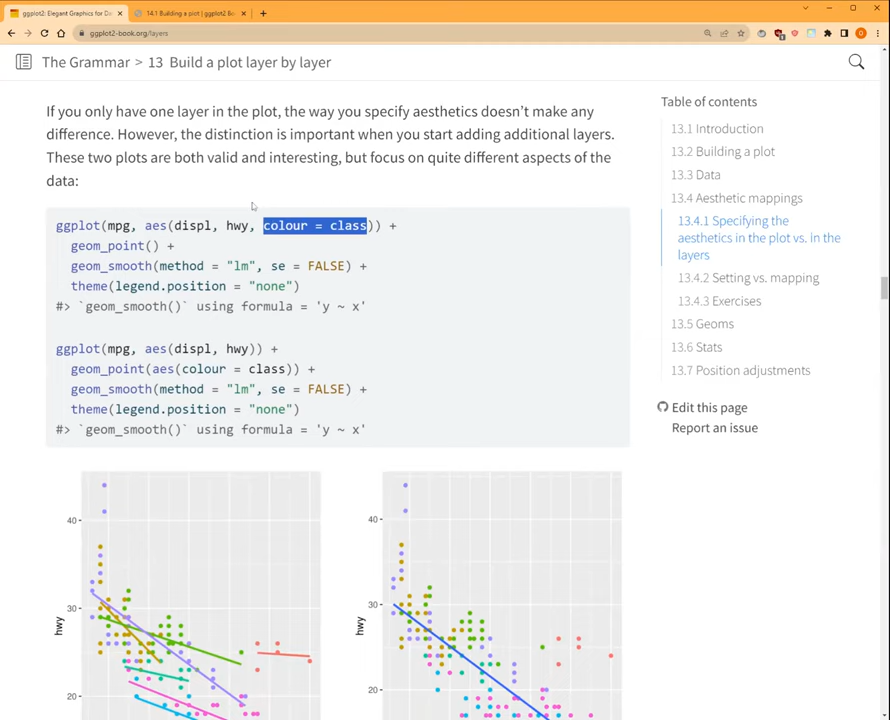 ggplot2: Elegant Graphics for Da
14.1 Building a plot | ggplot2 Bo
ggplot2-book.org/layers
The Grammar > 13 Build a plot layer by layer
If you only have one layer in the plot, the way you specify aesthetics doesn't make any
difference. However, the distinction is important when you start adding additional layers.
These two plots are both valid and interesting, but focus on quite different aspects of the
data:
ggplot(mpg, aes(displ, hwy, colour = class)) +
geom_point() +
geom_smooth(method = "lm", se = FALSE) +
theme(legend.position = "none")
#> `geom_smooth()` using formula = 'y ~ x'
ggplot(mpg, aes(displ, hwy)) +
geom_point(aes(colour = class)) +
geom_smooth(method = "lm", se = FALSE) +
theme(legend.position = "none")
#> `geom_smooth()` using formula = 'y ~ x'
40
30
20
hwy
40
30
20
hwy
Table of contents
13.1 Introduction
13.2 Building a plot
13.3 Data
13.4 Aesthetic mappings
13.4.1 Specifying the
aesthetics in the plot vs. in the
layers
13.4.2 Setting vs. mapping
13.4.3 Exercises
13.5 Geoms
13.6 Stats
13.7 Position adjustments
Edit this page
Report an issue